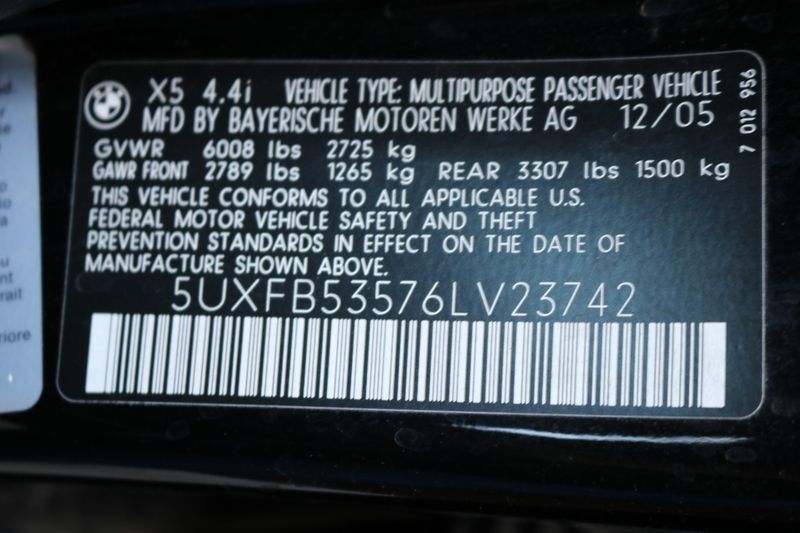 X5 4.4i VEHICLE TYPE: MULTIPURPOSE PASSENGER VEHICLE
MFD BY BAYERISCHE MOTOREN WERKE AG 12/05
GVWR 6008 lbs 2725 kg
GAWR FRONT 2789 lbs 1265 kg REAR 3307 lbs 1500 kg
THIS VEHICLE CONFORMS TO ALL APPLICABLE U.S.
FEDERAL MOTOR VEHICLE SAFETY AND THEFT
PREVENTION STANDARDS IN EFFECT ON THE DATE OF
MANUFACTURE SHOWN ABOVE.
5UXFB53576LV23742
7 012 956
trait
riore